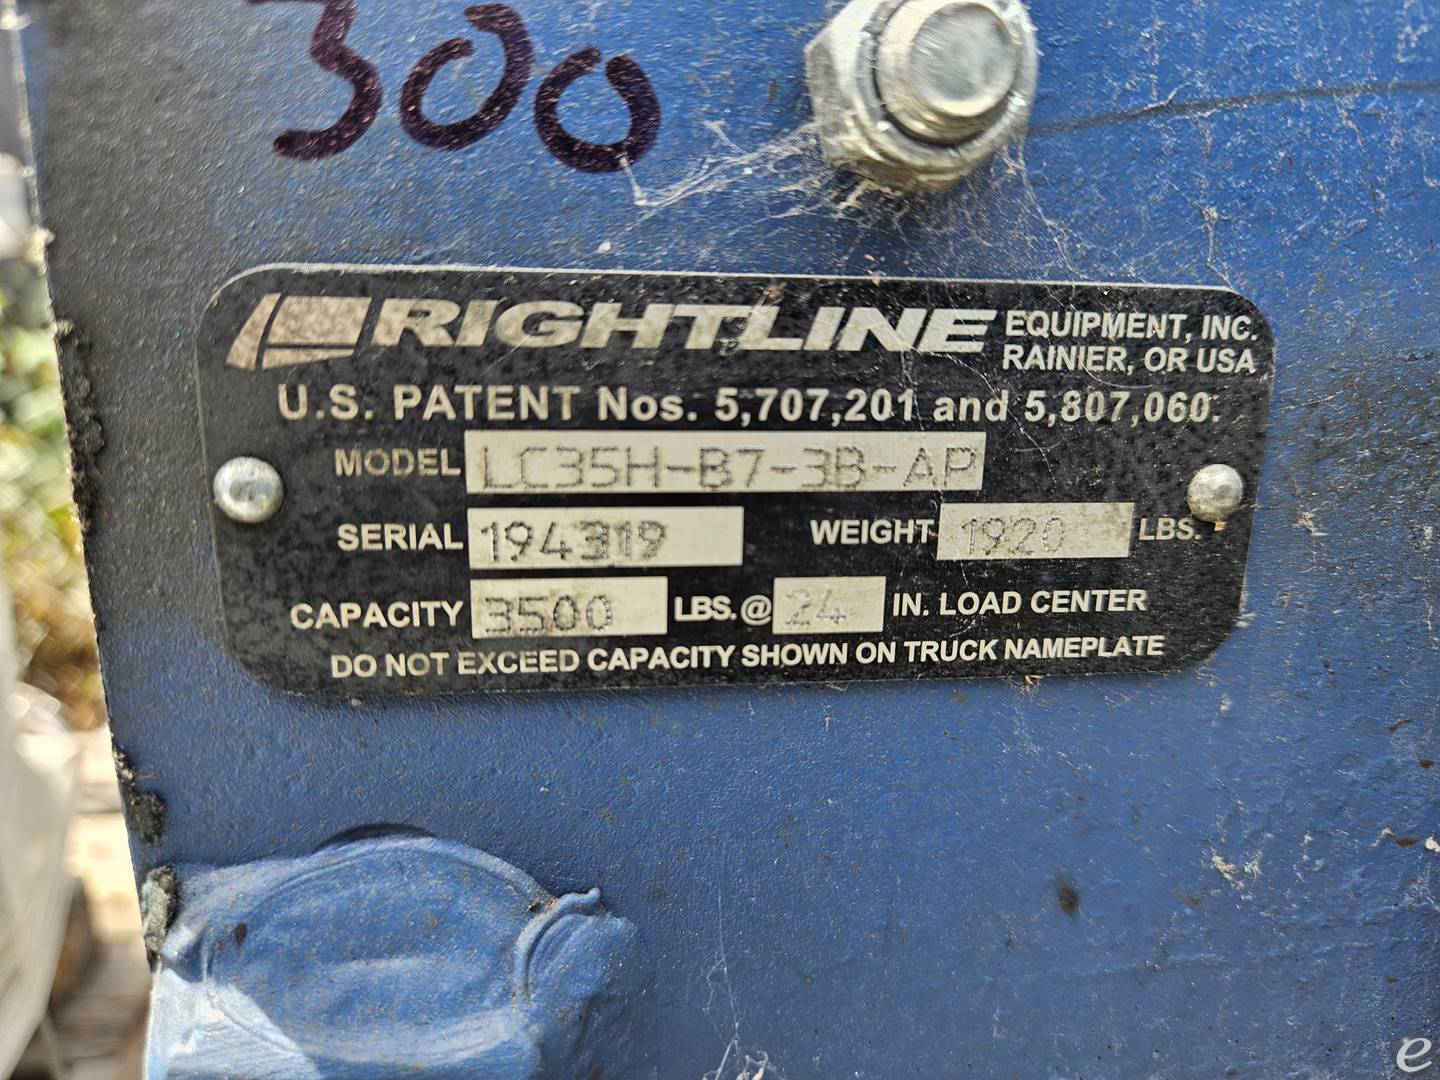 300
RIGHTLINE EQUIPMENT, INC.
RAINIER, OR USA
U.S. PATENT Nos. 5,707,201 and 5,807,060.
MODEL LC35H-B7-3B-AP
SERIAL 194319 WEIGHT 1920 LBS.
CAPACITY 3500 LBS. @ 24 IN. LOAD CENTER
DO NOT EXCEED CAPACITY SHOWN ON TRUCK NAMEPLATE
e